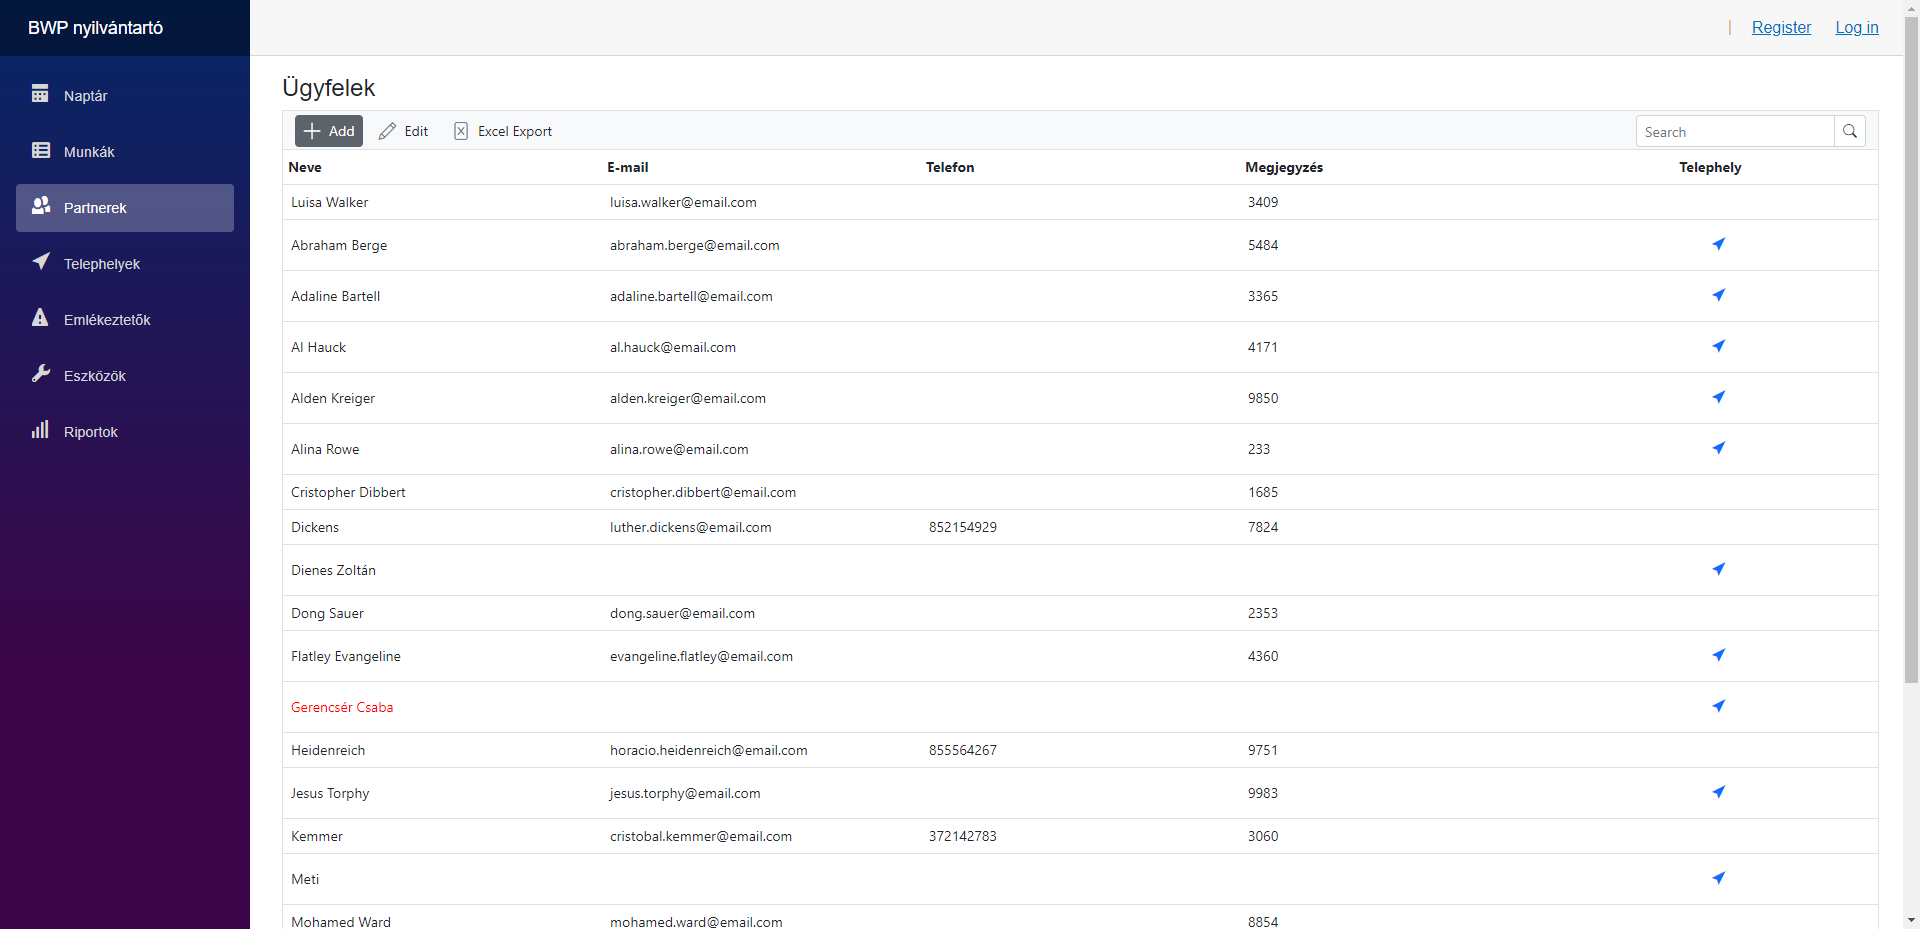 BWP nyilvántartó
| Register Log in
Naptár
Munkák
Partnerek
Telephelyek
Emlékeztetők
Eszközök
Riportok
Ügyfelek
Add Edit Excel Export Search
Neve E-mail Telefon Megjegyzés Telephely
Luisa Walker luisa.walker@email.com 3409
Abraham Berge abraham.berge@email.com 5484
Adaline Bartell adaline.bartell@email.com 3365
Al Hauck al.hauck@email.com 4171
Alden Kreiger alden.kreiger@email.com 9850
Alina Rowe alina.rowe@email.com 233
Cristopher Dibbert cristopher.dibbert@email.com 1685
Dickens luther.dickens@email.com 852154929 7824
Dienes Zoltán
Dong Sauer dong.sauer@email.com 2353
Flatley Evangeline evangeline.flatley@email.com 4360
Gerencsér Csaba
Heidenreich horacio.heidenreich@email.com 855564267 9751
Jesus Torphy jesus.torphy@email.com 9983
Kemmer cristobal.kemmer@email.com 372142783 3060
Meti
Mohamed Ward mohamed.ward@email.com 8854